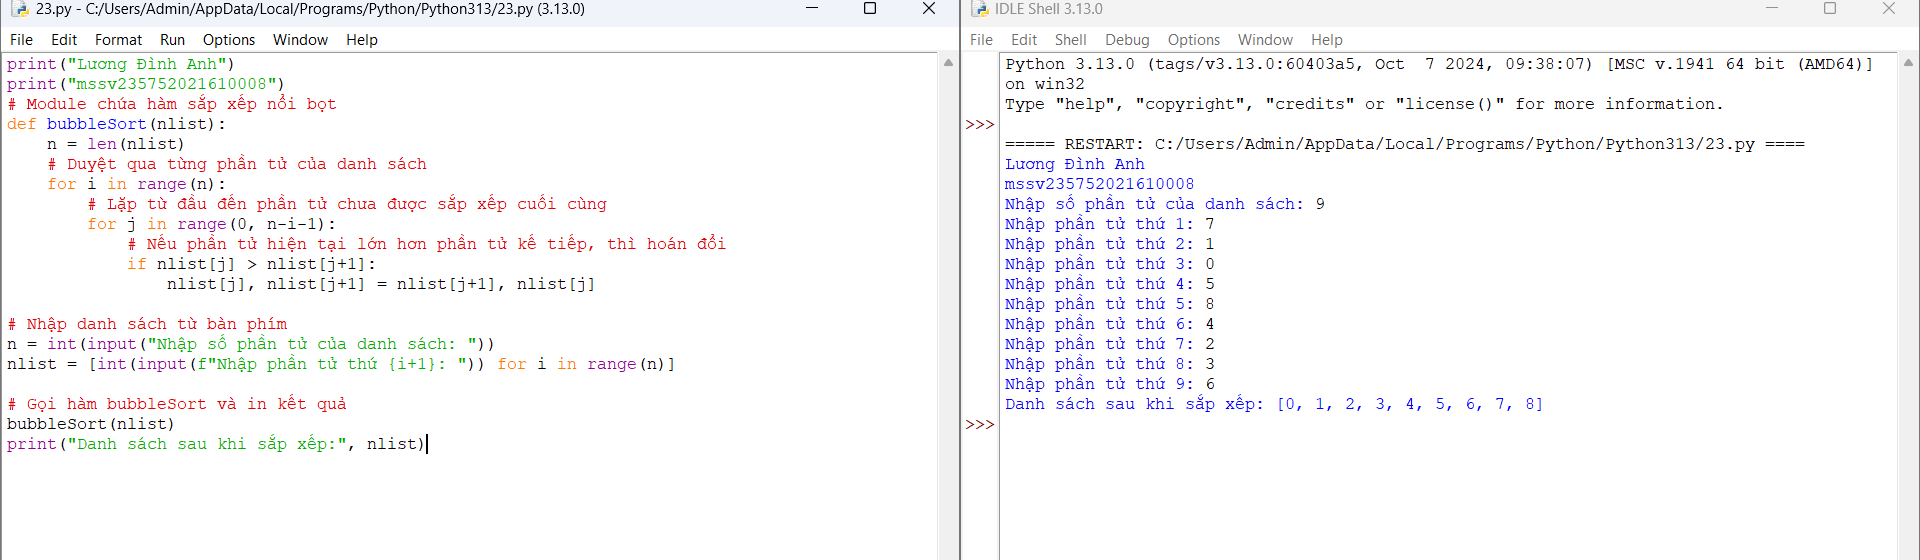 23.py - C:/Users/Admin/AppData/Local/Programs/Python/Python313/23.py (3.13.0)
File Edit Format Run Options Window Help
print("Lương Đình Anh")
print("mssv235752021610008")
# Module chứa hàm sắp xếp nổi bọt
def bubbleSort(nlist):
    n = len(nlist)
    # Duyệt qua từng phần tử của danh sách
    for i in range(n):
        # Lặp từ đầu đến phần tử chưa được sắp xếp cuối cùng
        for j in range(0, n-i-1):
            # Nếu phần tử hiện tại lớn hơn phần tử kế tiếp, thì hoán đổi
            if nlist[j] > nlist[j+1]:
                nlist[j], nlist[j+1] = nlist[j+1], nlist[j]
# Nhập danh sách từ bàn phím
n = int(input("Nhập số phần tử của danh sách: "))
nlist = [int(input(f"Nhập phần tử thứ {i+1}: ")) for i in range(n)]
# Gọi hàm bubbleSort và in kết quả
bubbleSort(nlist)
print("Danh sách sau khi sắp xếp:", nlist)
IDLE Shell 3.13.0
File Edit Shell Debug Options Window Help
Python 3.13.0 (tags/v3.13.0:60403a5, Oct  7 2024, 09:38:07) [MSC v.1941 64 bit (AMD64)]
on win32
Type "help", "copyright", "credits" or "license()" for more information.
>>>
===== RESTART: C:/Users/Admin/AppData/Local/Programs/Python/Python313/23.py ====
Lương Đình Anh
mssv235752021610008
Nhập số phần tử của danh sách: 9
Nhập phần tử thứ 1: 7
Nhập phần tử thứ 2: 1
Nhập phần tử thứ 3: 0
Nhập phần tử thứ 4: 5
Nhập phần tử thứ 5: 8
Nhập phần tử thứ 6: 4
Nhập phần tử thứ 7: 2
Nhập phần tử thứ 8: 3
Nhập phần tử thứ 9: 6
Danh sách sau khi sắp xếp: [0, 1, 2, 3, 4, 5, 6, 7, 8]
>>>